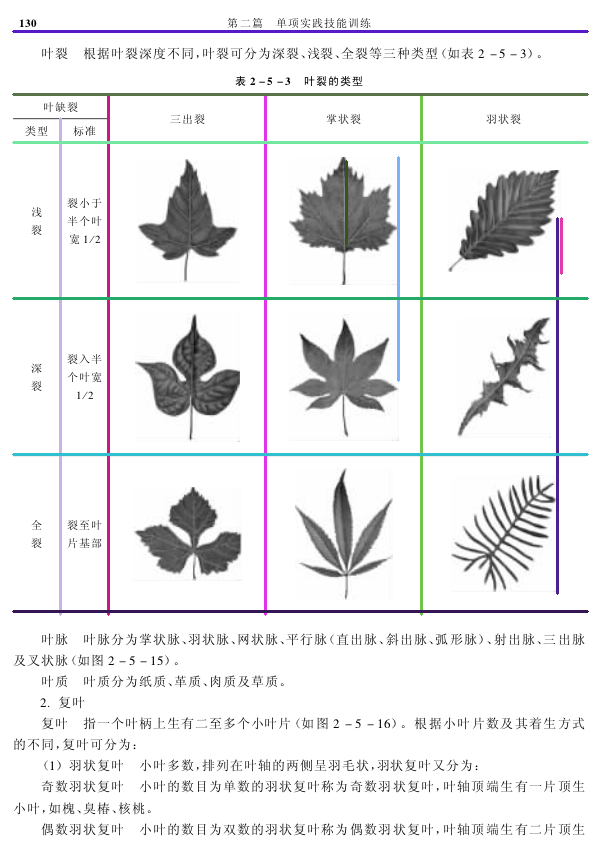 130 第二篇 单项实践技能训练
叶裂 根据叶裂深度不同,叶裂可分为深裂、浅裂、全裂等三种类型(如表 2-5-3)。
表 2-5-3 叶裂的类型
叶缺裂
三出裂 掌状裂 羽状裂
类型 标准
浅裂
裂小于
半个叶
宽 1/2
深裂
裂入半
个叶宽
1/2
全裂
裂至叶
片基部
叶脉 叶脉分为掌状脉、羽状脉、网状脉、平行脉(直出脉、斜出脉、弧形脉)、射出脉、三出脉
及叉状脉(如图 2-5-15)。
叶质 叶质分为纸质、革质、肉质及草质。
2. 复叶
复叶 指一个叶柄上生有二至多个小叶片(如图 2-5-16)。根据小叶片数及其着生方式
的不同,复叶可分为:
(1) 羽状复叶 小叶多数,排列在叶轴的两侧呈羽毛状,羽状复叶又分为:
奇数羽状复叶 小叶的数目为单数的羽状复叶称为奇数羽状复叶,叶轴顶端生有一片顶生
小叶,如槐、臭椿、核桃。
偶数羽状复叶 小叶的数目为双数的羽状复叶称为偶数羽状复叶,叶轴顶端生有二片顶生